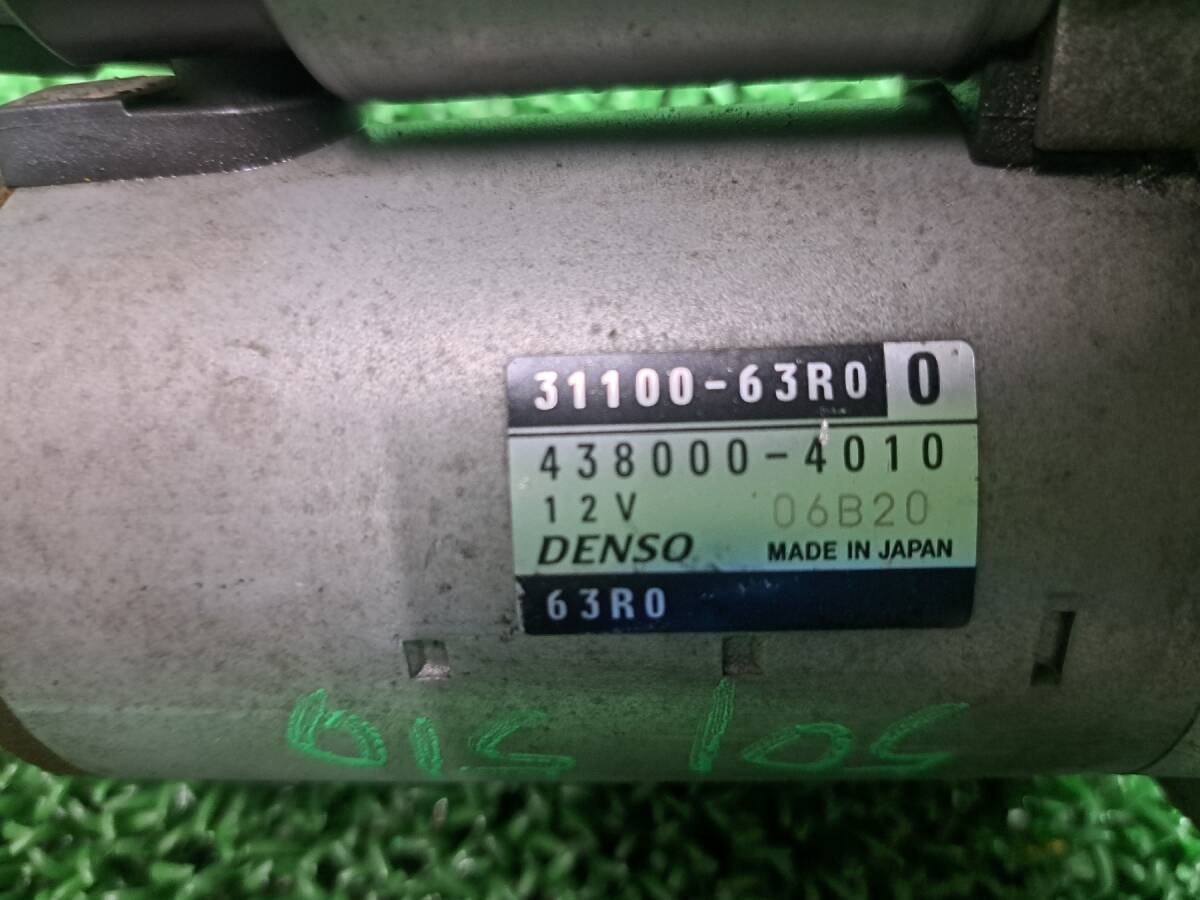 31100-63R0 0
438000-4010
12V 06B20
DENSO MADE IN JAPAN
63R0